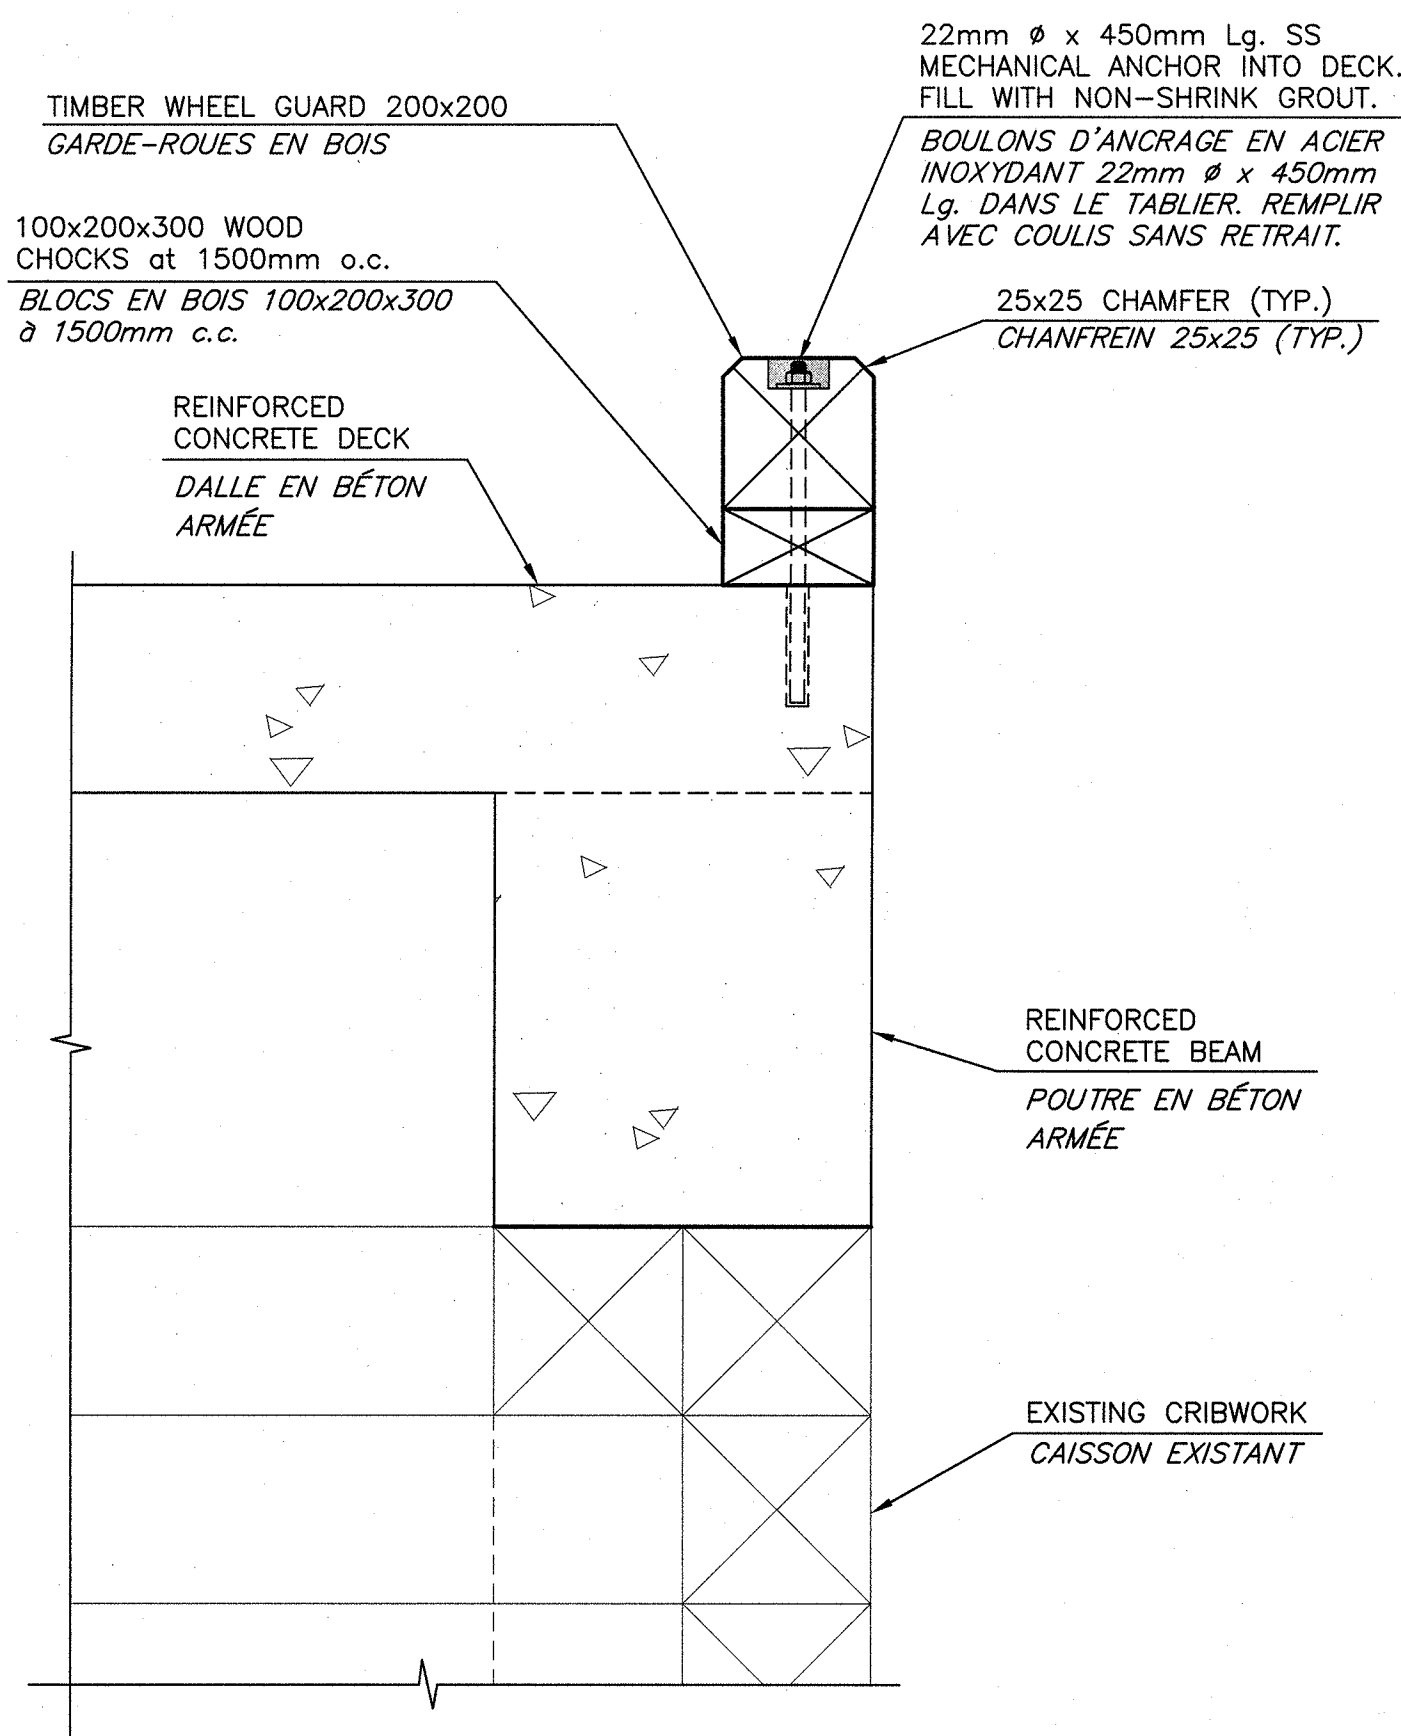 22mm ø x 450mm Lg. SS
MECHANICAL ANCHOR INTO DECK.
FILL WITH NON-SHRINK GROUT.
BOULONS D'ANCRAGE EN ACIER
INOXYDANT 22mm ø x 450mm
Lg. DANS LE TABLIER. REMPLIR
AVEC COULIS SANS RETRAIT.
TIMBER WHEEL GUARD 200x200
GARDE-ROUES EN BOIS
100x200x300 WOOD
CHOCKS at 1500mm o.c.
BLOCS EN BOIS 100x200x300
à 1500mm c.c.
25x25 CHAMFER (TYP.)
CHANFREIN 25x25 (TYP.)
REINFORCED
CONCRETE DECK
DALLE EN BÉTON
ARMÉE
REINFORCED
CONCRETE BEAM
POUTRE EN BÉTON
ARMÉE
EXISTING CRIBWORK
CAISSON EXISTANT